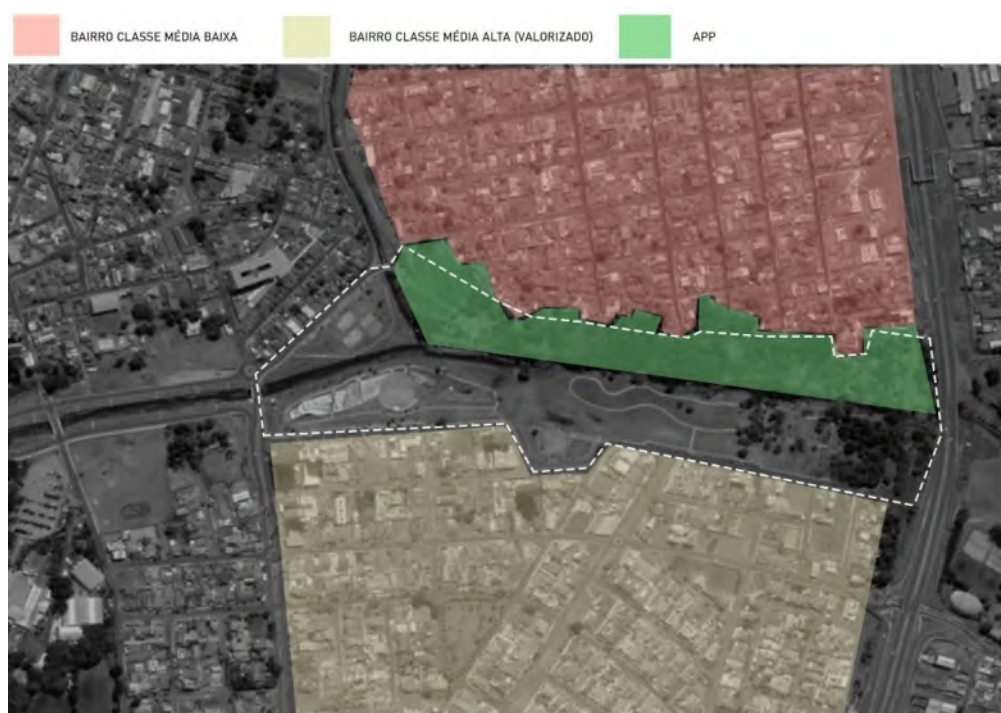 BAIRRO CLASSE MÉDIA BAIXA
BAIRRO CLASSE MÉDIA ALTA (VALORIZADO)
APP